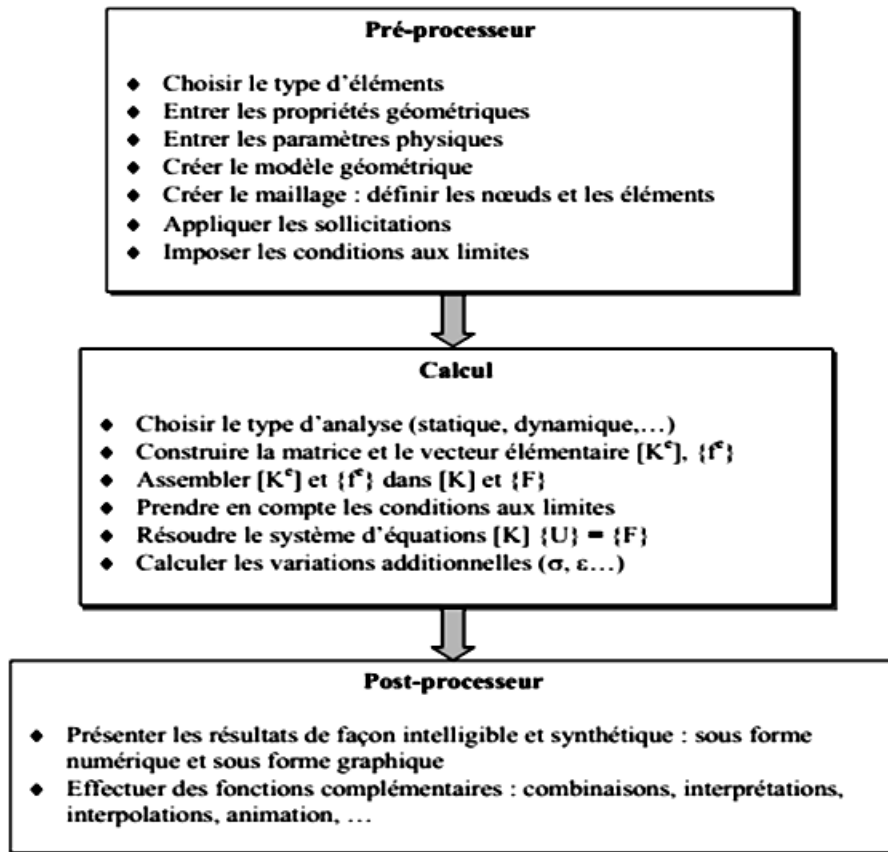 Pré-processeur
◆ Choisir le type d'éléments
◆ Entrer les propriétés géométriques
◆ Entrer les paramètres physiques
◆ Créer le modèle géométrique
◆ Créer le maillage : définir les nœuds et les éléments
◆ Appliquer les sollicitations
◆ Imposer les conditions aux limites
Calcul
◆ Choisir le type d'analyse (statique, dynamique,…)
◆ Construire la matrice et le vecteur élémentaire [Kᵉ], {fᵉ}
◆ Assembler [Kᵉ] et {fᵉ} dans [K] et {F}
◆ Prendre en compte les conditions aux limites
◆ Résoudre le système d'équations [K] {U} = {F}
◆ Calculer les variations additionnelles (σ, ε…)
Post-processeur
◆ Présenter les résultats de façon intelligible et synthétique : sous forme
numérique et sous forme graphique
◆ Effectuer des fonctions complémentaires : combinaisons, interprétations,
interpolations, animation, …